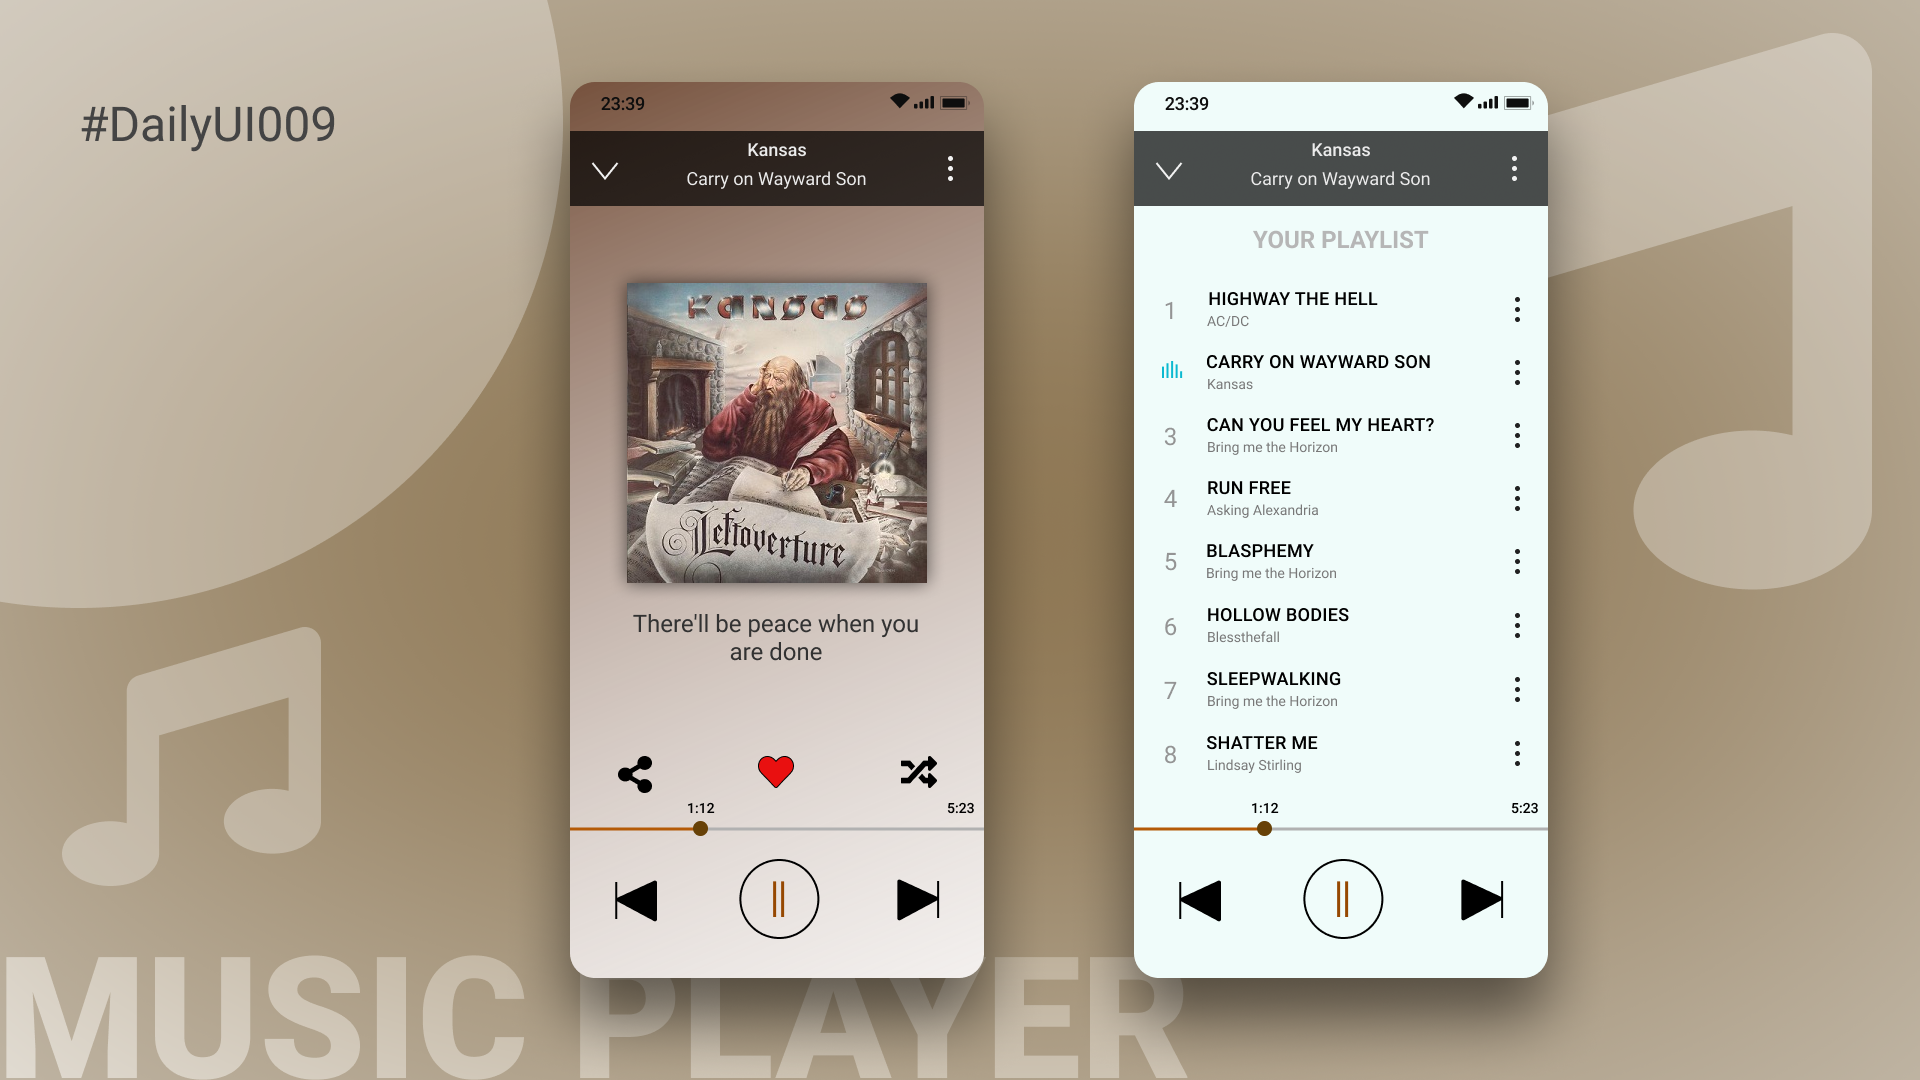 #DailyUI009
23:39
Kansas
Carry on Wayward Son
KANSAS
Leftoverture
There'll be peace when you
are done
1:12
5:23
23:39
Kansas
Carry on Wayward Son
YOUR PLAYLIST
1
HIGHWAY THE HELL
AC/DC
CARRY ON WAYWARD SON
Kansas
3
CAN YOU FEEL MY HEART?
Bring me the Horizon
4
RUN FREE
Asking Alexandria
5
BLASPHEMY
Bring me the Horizon
6
HOLLOW BODIES
Blessthefall
7
SLEEPWALKING
Bring me the Horizon
8
SHATTER ME
Lindsay Stirling
1:12
5:23
MUSIC PLAYER